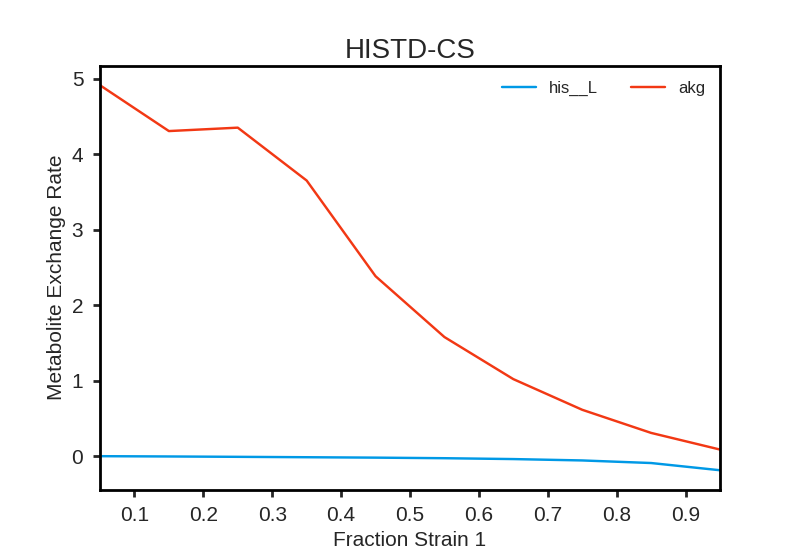 HISTD-CS
his__L
akg
Metabolite Exchange Rate
5
4
3
2
1
0
0.1 0.2 0.3 0.4 0.5 0.6 0.7 0.8 0.9
Fraction Strain 1